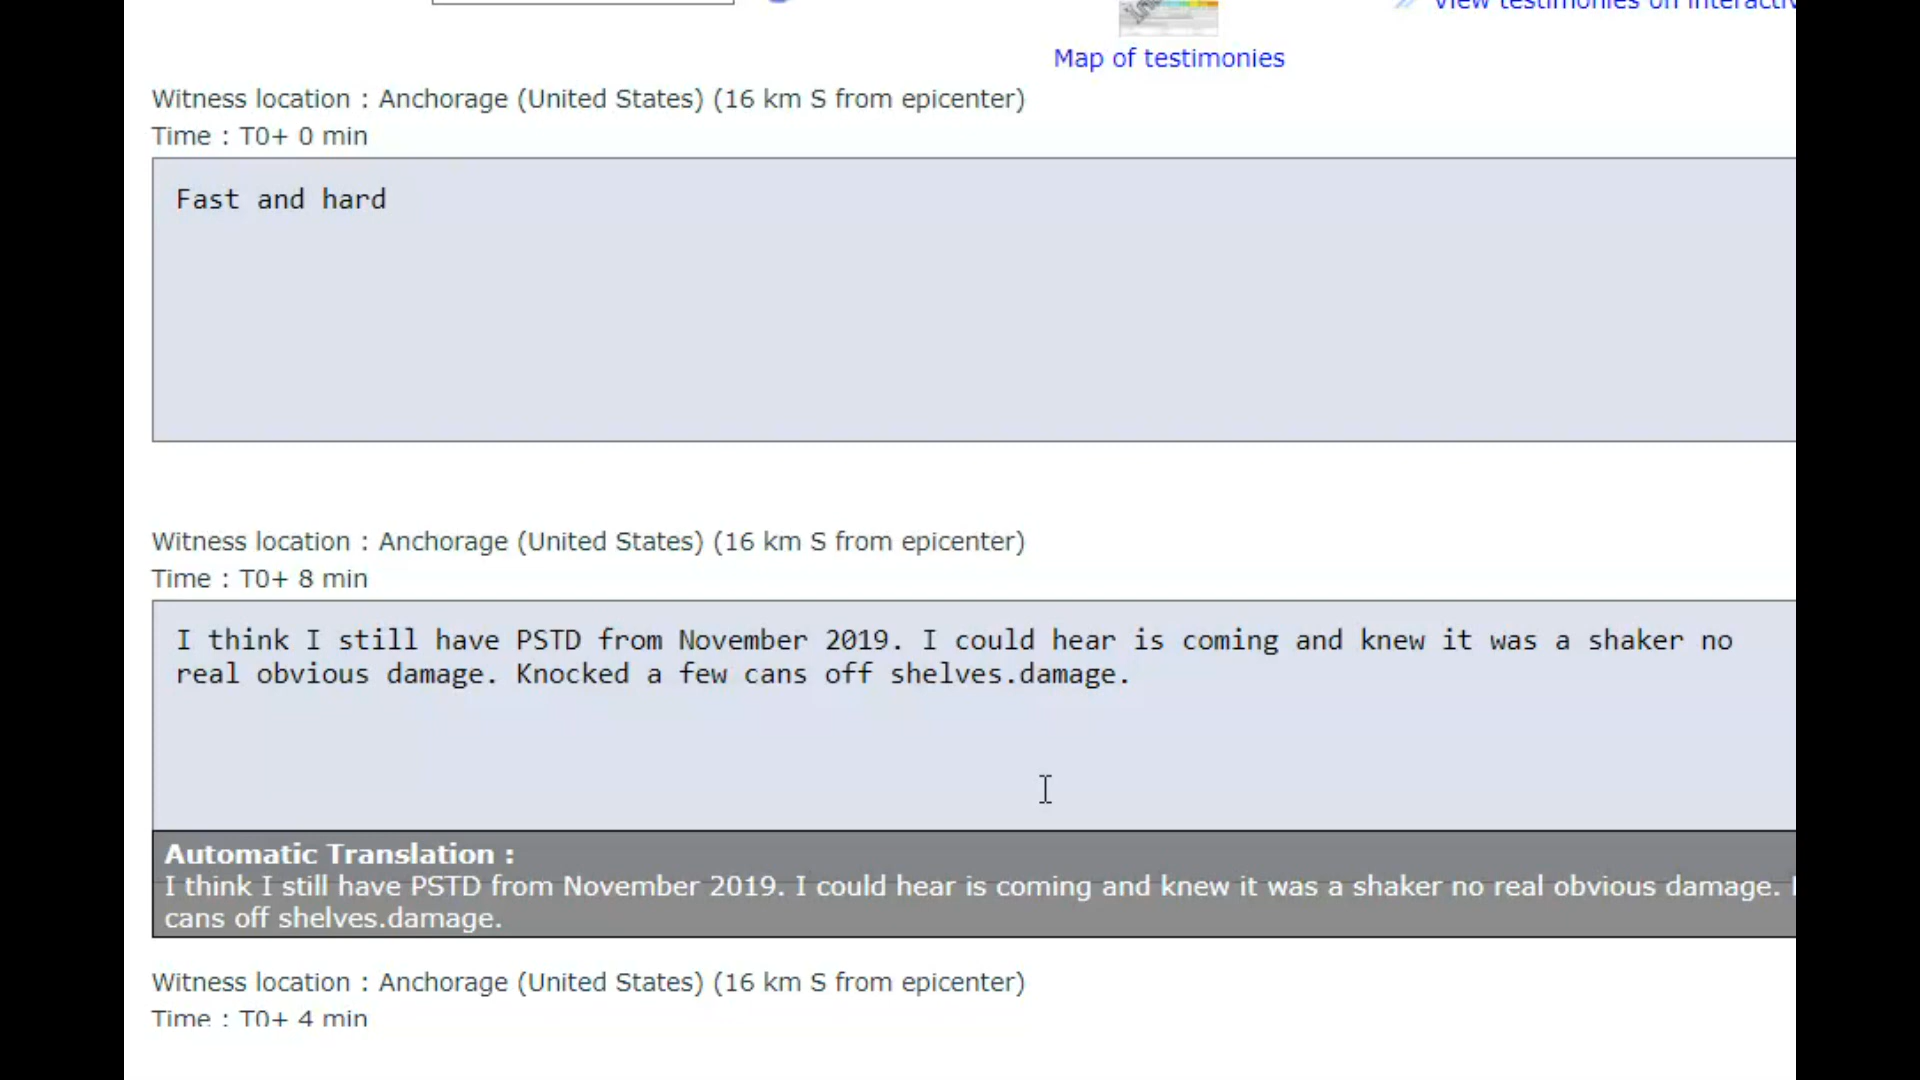 View testimonies on
Map of testimonies
Witness location : Anchorage (United States) (16 km S from epicenter)
Time : T0+ 0 min
Fast and hard
Witness location : Anchorage (United States) (16 km S from epicenter)
Time : T0+ 8 min
I think I still have PSTD from November 2019. I could hear is coming and knew it was a shaker no
real obvious damage. Knocked a few cans off shelves.damage.
Automatic Translation :
I think I still have PSTD from November 2019. I could hear is coming and knew it was a shaker no real obvious damage.
cans off shelves.damage.
Witness location : Anchorage (United States) (16 km S from epicenter)
Time : T0+ 4 min